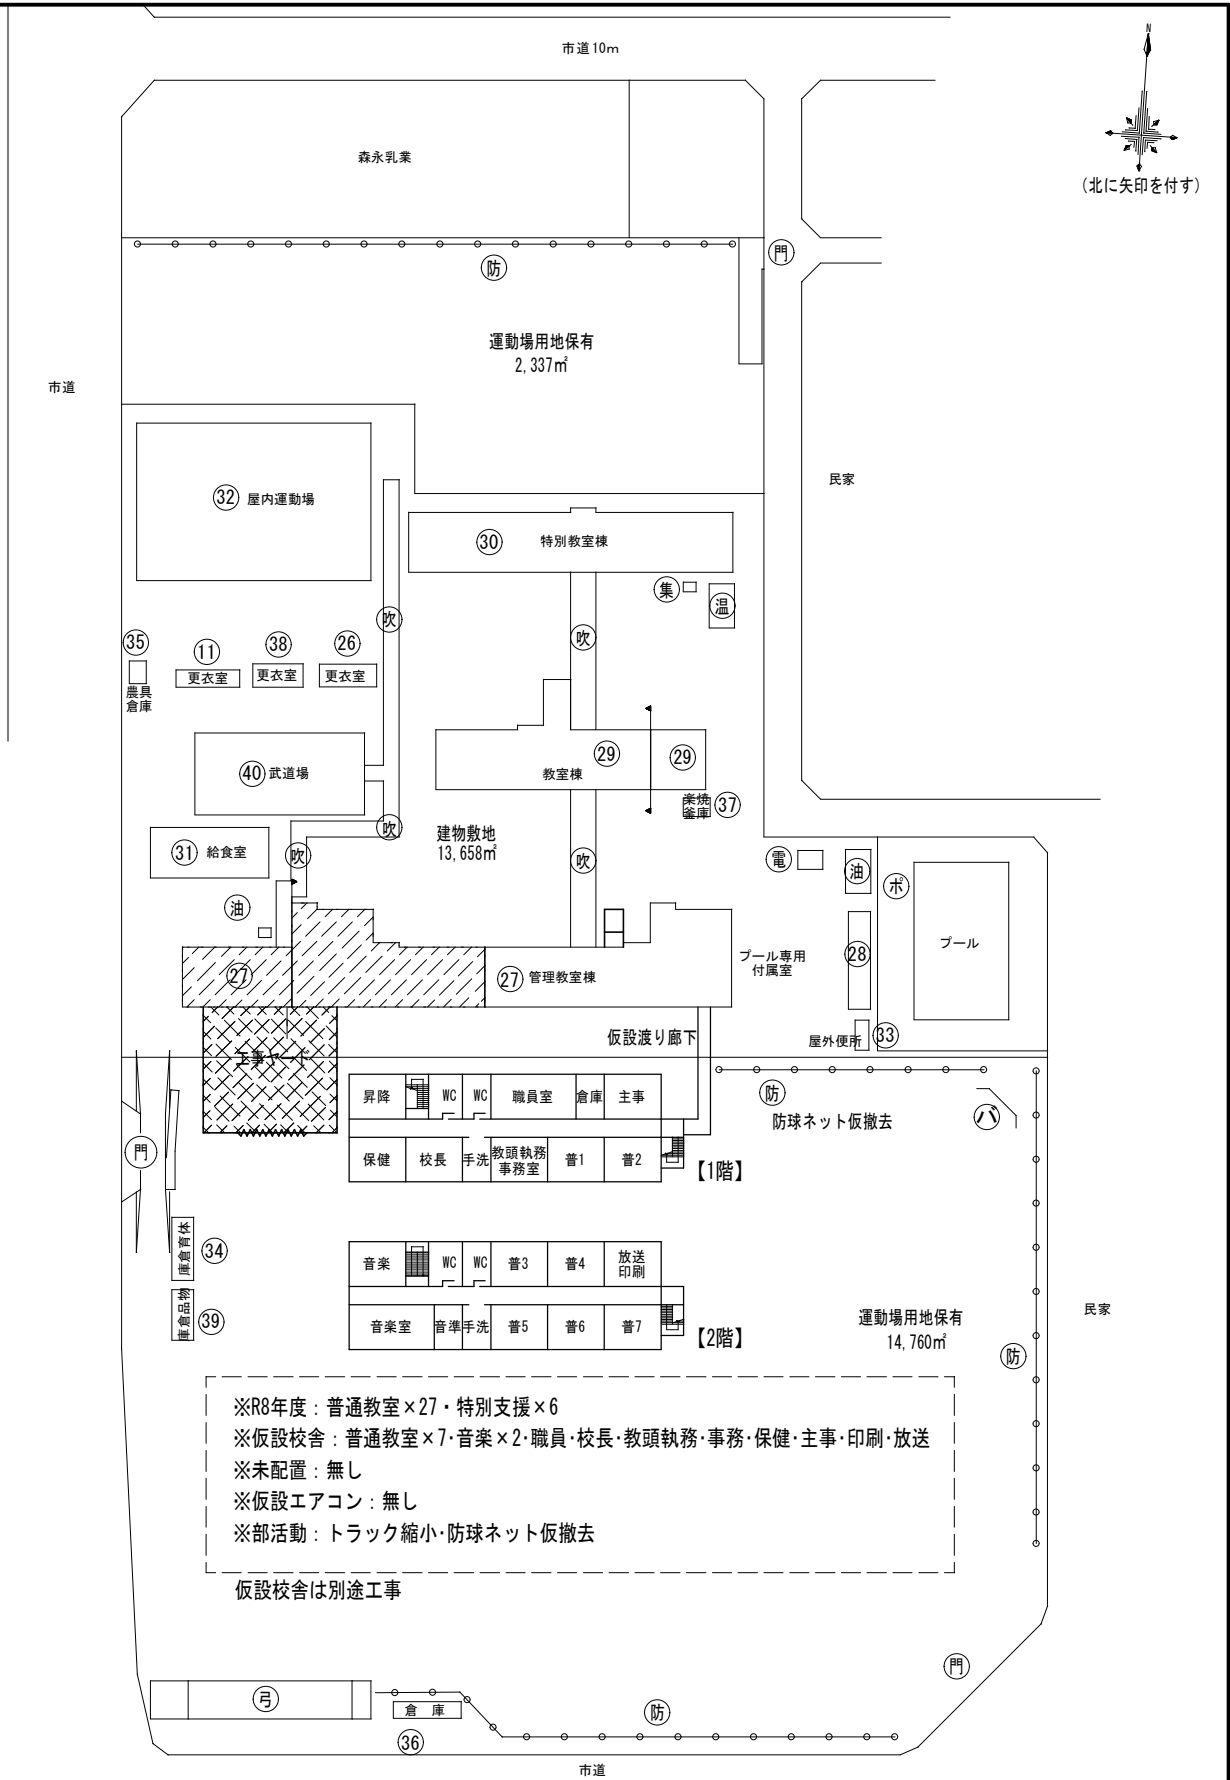 市道10m
N
森永乳業
(北に矢印を付す)
防
門
運動場用地保有
2,337㎡
市道
民家
32 屋内運動場
30 特別教室棟
集
温
吹
吹
35
11
38
26
更衣室
更衣室
更衣室
農具
倉庫
29
29
40 武道場
教室棟
楽焼
釜庫
37
吹
建物敷地
13,658㎡
31 給食室
吹
吹
電
油
ポ
油
プール
プール専用
付属室
28
27
27 管理教室棟
仮設渡り廊下
屋外便所
33
工事ヤード
昇降
WC
WC
職員室
倉庫
主事
防
防球ネット仮撤去
バ
門
保健
校長
手洗
教頭執務
事務室
普1
普2
【1階】
庫倉育体
34
音楽
WC
WC
普3
普4
放送
印刷
庫倉品物
39
音楽室
音準
手洗
普5
普6
普7
【2階】
運動場用地保有
14,760㎡
民家
防
※R8年度：普通教室×27・特別支援×6
※仮設校舎：普通教室×7･音楽×2･職員･校長･教頭執務･事務･保健･主事･印刷･放送
※未配置：無し
※仮設エアコン：無し
※部活動：トラック縮小･防球ネット仮撤去
仮設校舎は別途工事
門
弓
倉 庫
防
36
市道